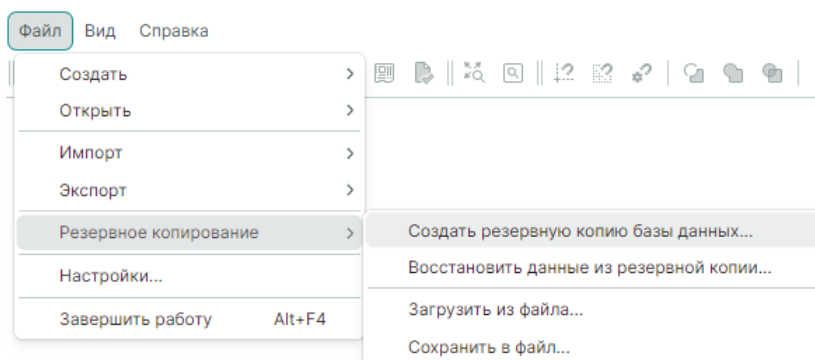 Файл Вид Справка
Создать
Открыть
Импорт
Экспорт
Резервное копирование
Настройки...
Завершить работу Alt+F4
Создать резервную копию базы данных...
Восстановить данные из резервной копии...
Загрузить из файла...
Сохранить в файл...